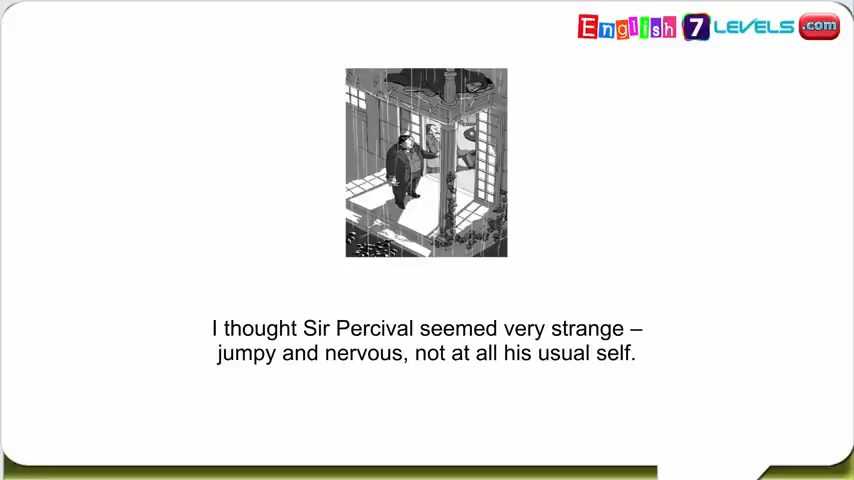 English 7 LEVELS .com
I thought Sir Percival seemed very strange –
jumpy and nervous, not at all his usual self.